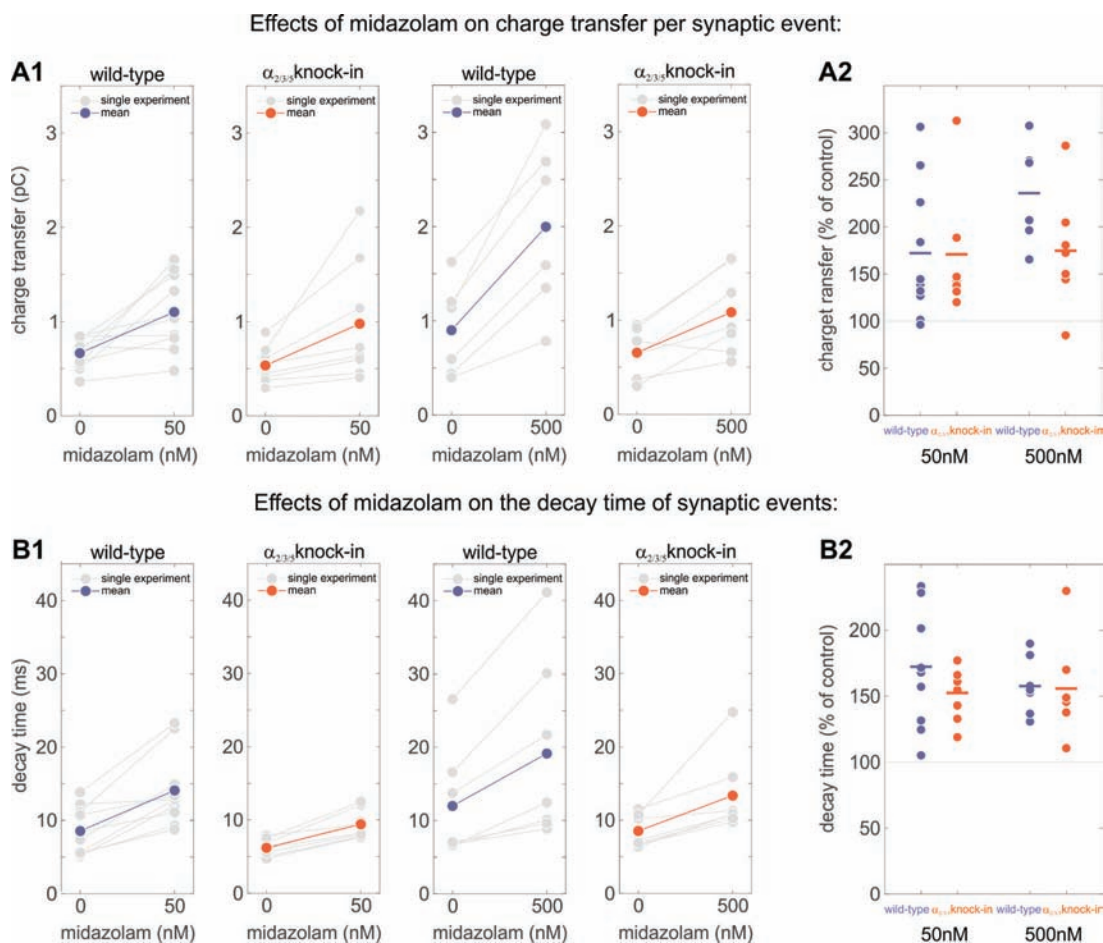 Effects of midazolam on charge transfer per synaptic event:
A1
wild-type
α2/3/5knock-in
wild-type
α2/3/5knock-in
A2
single experiment
mean
single experiment
mean
single experiment
mean
single experiment
mean
charge transfer (pC)
3
2
1
0
3
2
1
0
3
2
1
0
3
2
1
0
0 50
0 50
0 500
0 500
midazolam (nM)
midazolam (nM)
midazolam (nM)
midazolam (nM)
charget ransfer (% of control)
300
250
200
150
100
50
0
wild-type knock-in wild-type knock-in
50nM 500nM
Effects of midazolam on the decay time of synaptic events:
B1
wild-type
α2/3/5knock-in
wild-type
α2/3/5knock-in
B2
single experiment
mean
single experiment
mean
single experiment
mean
single experiment
mean
decay time (ms)
40
30
20
10
0
40
30
20
10
0
40
30
20
10
0
40
30
20
10
0
0 50
0 50
0 500
0 500
midazolam (nM)
midazolam (nM)
midazolam (nM)
midazolam (nM)
decay time (% of control)
200
150
100
50
0
wild-type knock-in wild-type knock-in
50nM 500nM